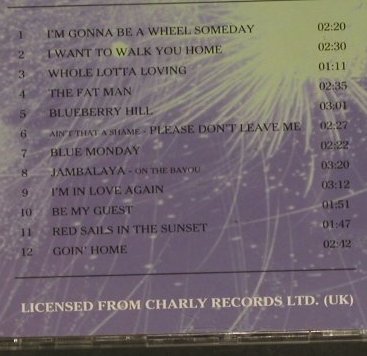 1 I'M GONNA BE A WHEEL SOMEDAY 02:20
2 I WANT TO WALK YOU HOME 02:30
3 WHOLE LOTTA LOVING 01:11
4 THE FAT MAN 02:35
5 BLUEBERRY HILL 03:01
6 AIN'T THAT A SHAME - PLEASE DON'T LEAVE ME 02:27
7 BLUE MONDAY 02:22
8 JAMBALAYA - ON THE BAYOU 03:20
9 I'M IN LOVE AGAIN 03:12
10 BE MY GUEST 01:51
11 RED SAILS IN THE SUNSET 01:47
12 GOIN' HOME 02:42
LICENSED FROM CHARLY RECORDS LTD. (UK)